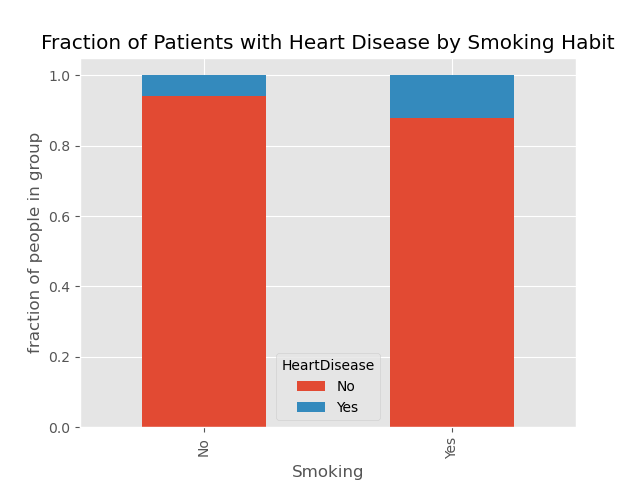 Fraction of Patients with Heart Disease by Smoking Habit
fraction of people in group
1.0
0.8
0.6
0.4
0.2
0.0
HeartDisease
No
Yes
No
Yes
Smoking